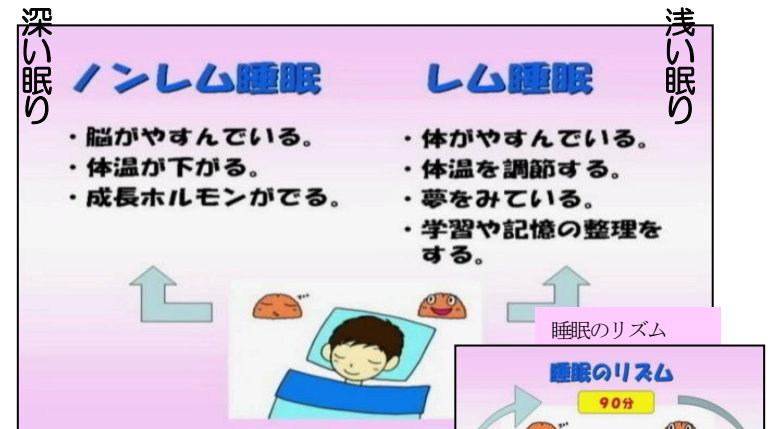 深い眠り
浅い眠り
ノンレム睡眠
・脳がやすんでいる。
・体温が下がる。
・成長ホルモンがでる。
レム睡眠
・体がやすんでいる。
・体温を調節する。
・夢をみている。
・学習や記憶の整理を
する。
睡眠のリズム
睡眠のリズム
90分